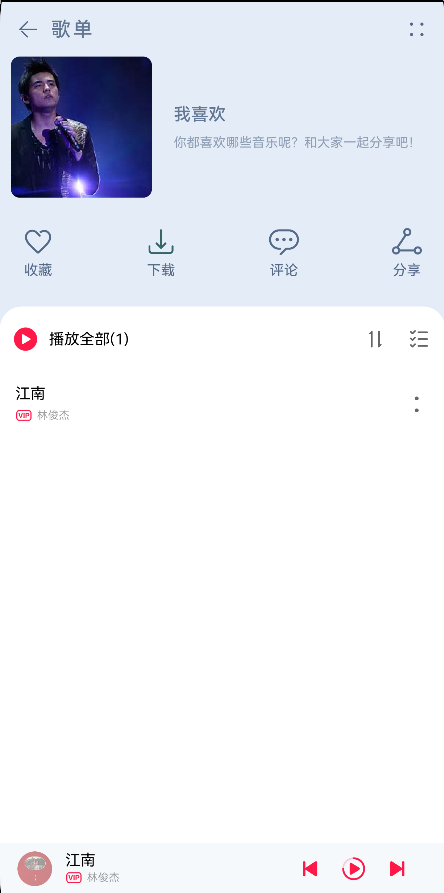 歌单
我喜欢
你都喜欢哪些音乐呢？和大家一起分享吧！
收藏 下载 评论 分享
播放全部(1)
江南
VIP 林俊杰
江南
VIP 林俊杰